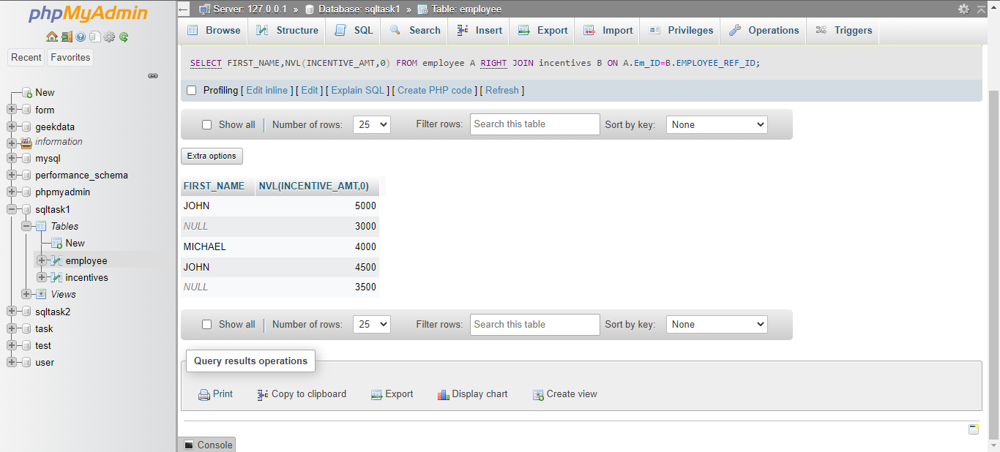 phpMyAdmin
Recent Favorites
New
form
geekdata
information
mysql
performance_schema
phpmyadmin
sqltask1
Tables
New
employee
incentives
Views
sqltask2
task
test
user
Server: 127.0.0.1 » Database: sqltask1 » Table: employee
Browse Structure SQL Search Insert Export Import Privileges Operations Triggers
SELECT FIRST_NAME,NVL(INCENTIVE_AMT,0) FROM employee A RIGHT JOIN incentives B ON A.Em_ID=B.EMPLOYEE_REF_ID;
Profiling [ Edit inline ] [ Edit ] [ Explain SQL ] [ Create PHP code ] [ Refresh ]
Show all Number of rows: 25 Filter rows: Search this table Sort by key: None
Extra options
FIRST_NAME NVL(INCENTIVE_AMT,0)
JOHN 5000
NULL 3000
MICHAEL 4000
JOHN 4500
NULL 3500
Show all Number of rows: 25 Filter rows: Search this table Sort by key: None
Query results operations
Print Copy to clipboard Export Display chart Create view
Console